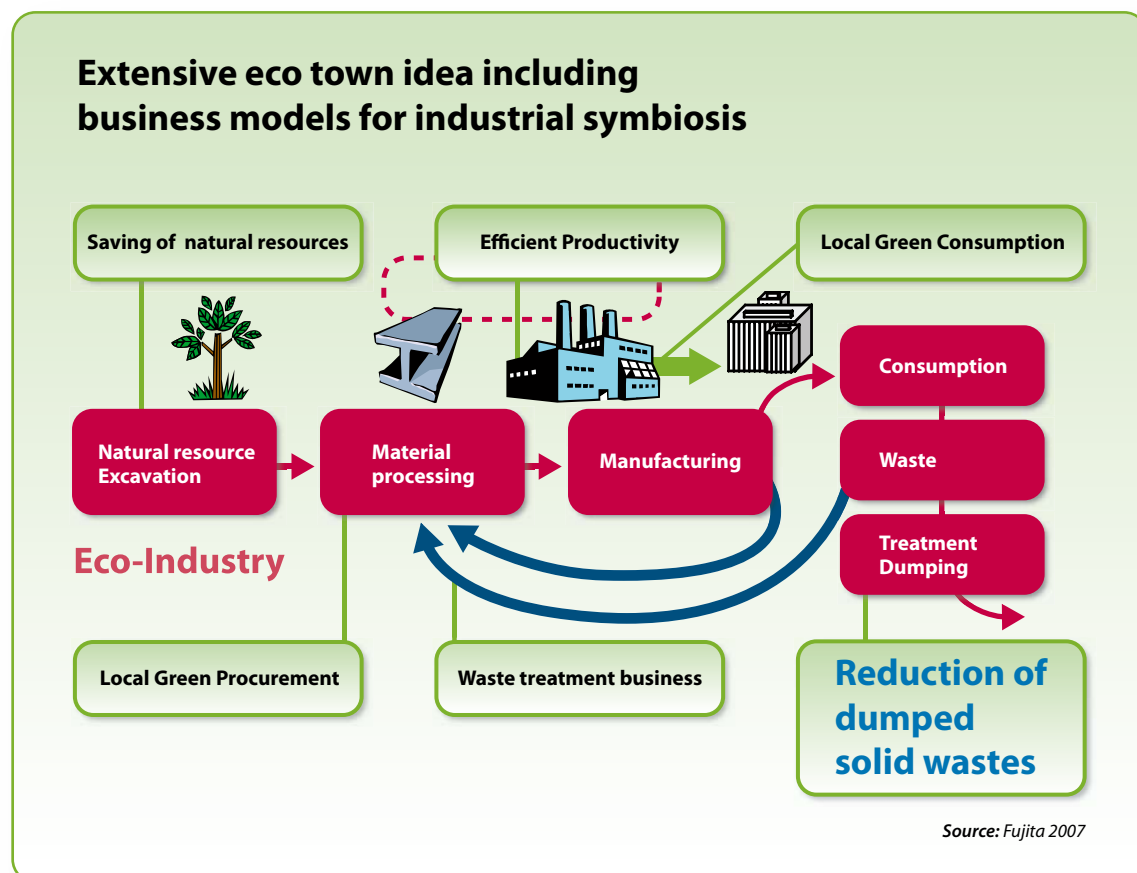 Extensive eco town idea including
business models for industrial symbiosis
Saving of natural resources
Efficient Productivity
Local Green Consumption
Consumption
Natural resource
Excavation
Material
processing
Manufacturing
Waste
Treatment
Dumping
Eco-Industry
Local Green Procurement
Waste treatment business
Reduction of
dumped
solid wastes
Source: Fujita 2007